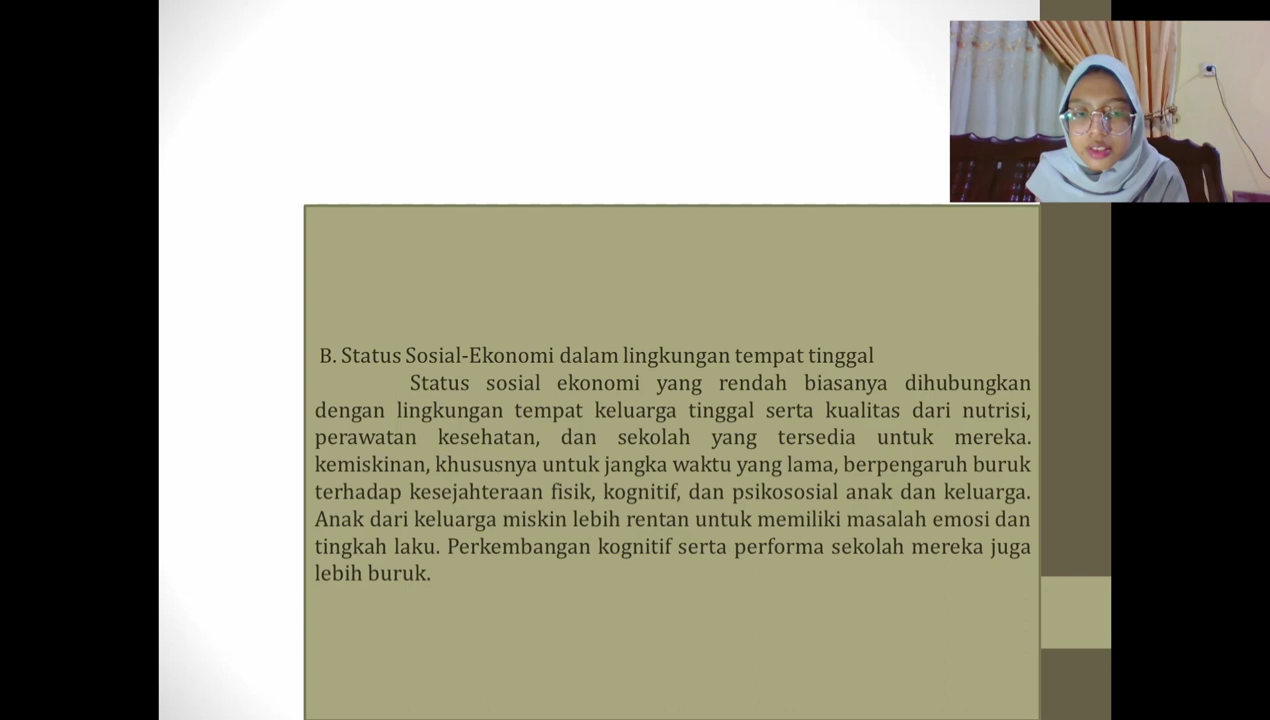 B. Status Sosial-Ekonomi dalam lingkungan tempat tinggal
Status sosial ekonomi yang rendah biasanya dihubungkan
dengan lingkungan tempat keluarga tinggal serta kualitas dari nutrisi,
perawatan kesehatan, dan sekolah yang tersedia untuk mereka.
kemiskinan, khususnya untuk jangka waktu yang lama, berpengaruh buruk
terhadap kesejahteraan fisik, kognitif, dan psikososial anak dan keluarga.
Anak dari keluarga miskin lebih rentan untuk memiliki masalah emosi dan
tingkah laku. Perkembangan kognitif serta performa sekolah mereka juga
lebih buruk.